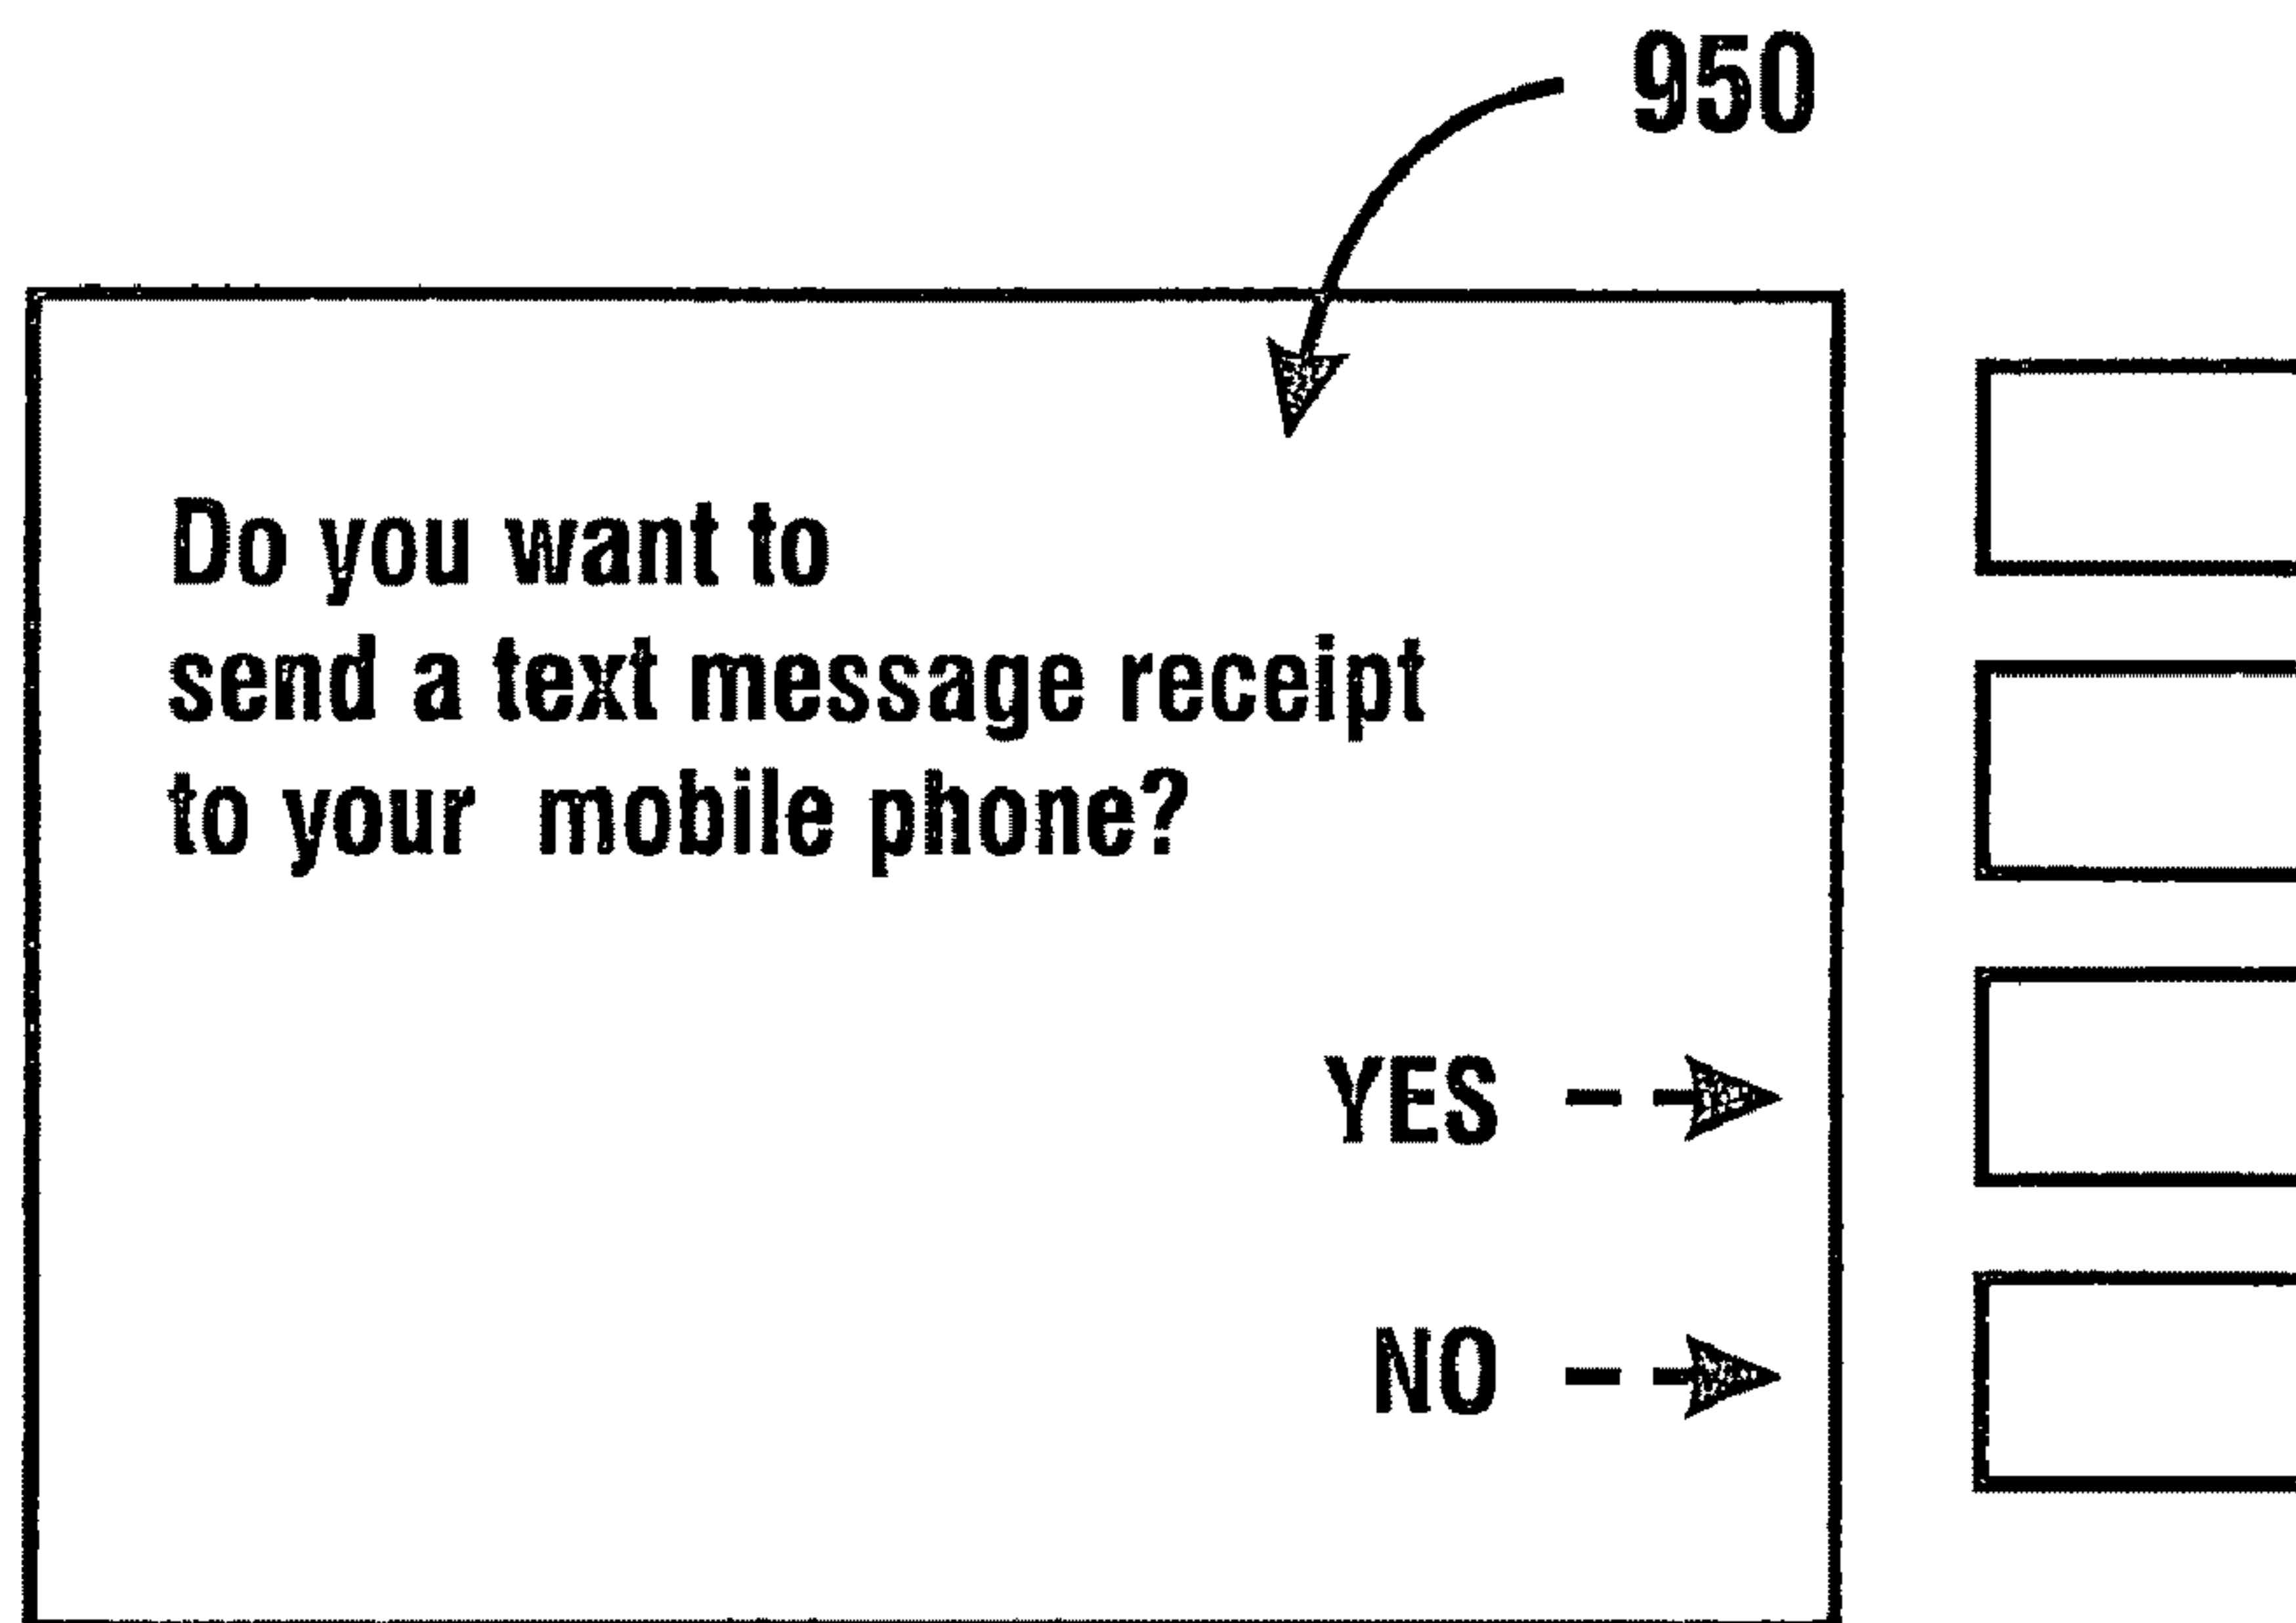 950
Do you want to
send a text message receipt
to your mobile phone?
YES
NO